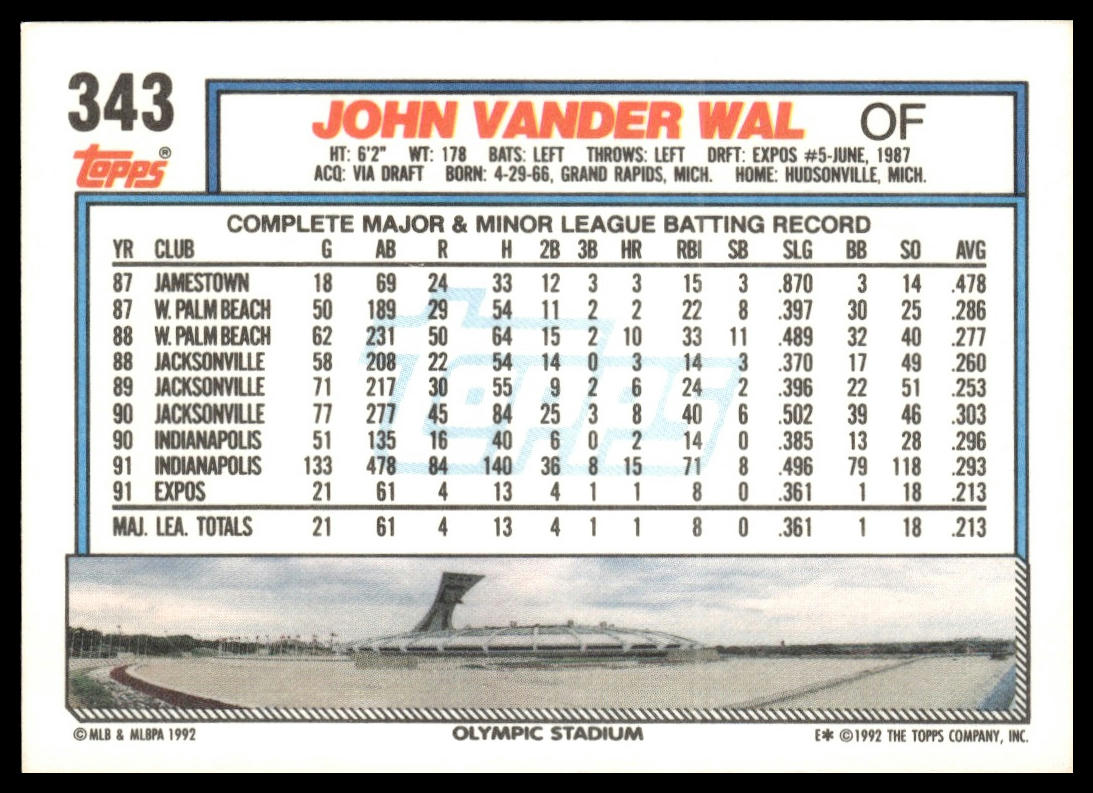 343
JOHN VANDER WAL OF
topps®
HT: 6'2" WT: 178 BATS: LEFT THROWS: LEFT DRFT: EXPOS #5-JUNE, 1987
ACQ: VIA DRAFT BORN: 4-29-66, GRAND RAPIDS, MICH. HOME: HUDSONVILLE, MICH.
COMPLETE MAJOR & MINOR LEAGUE BATTING RECORD
YR CLUB G AB R H 2B 3B HR RBI SB SLG BB SO AVG
87 JAMESTOWN 18 69 24 33 12 3 3 15 3 .870 3 14 .478
87 W. PALM BEACH 50 189 29 54 11 2 2 22 8 .397 30 25 .286
88 W. PALM BEACH 62 231 50 64 15 2 10 33 11 .489 32 40 .277
88 JACKSONVILLE 58 208 22 54 14 0 3 14 3 .370 17 49 .260
89 JACKSONVILLE 71 217 30 55 9 2 6 24 2 .396 22 51 .253
90 JACKSONVILLE 77 277 45 84 25 3 8 40 6 .502 39 46 .303
90 INDIANAPOLIS 51 135 16 40 6 0 2 14 0 .385 13 28 .296
91 INDIANAPOLIS 133 478 84 140 36 8 15 71 8 .496 79 118 .293
91 EXPOS 21 61 4 13 4 1 1 8 0 .361 1 18 .213
MAJ. LEA. TOTALS 21 61 4 13 4 1 1 8 0 .361 1 18 .213
topps
©MLB & MLBPA 1992 OLYMPIC STADIUM E* ©1992 THE TOPPS COMPANY, INC.